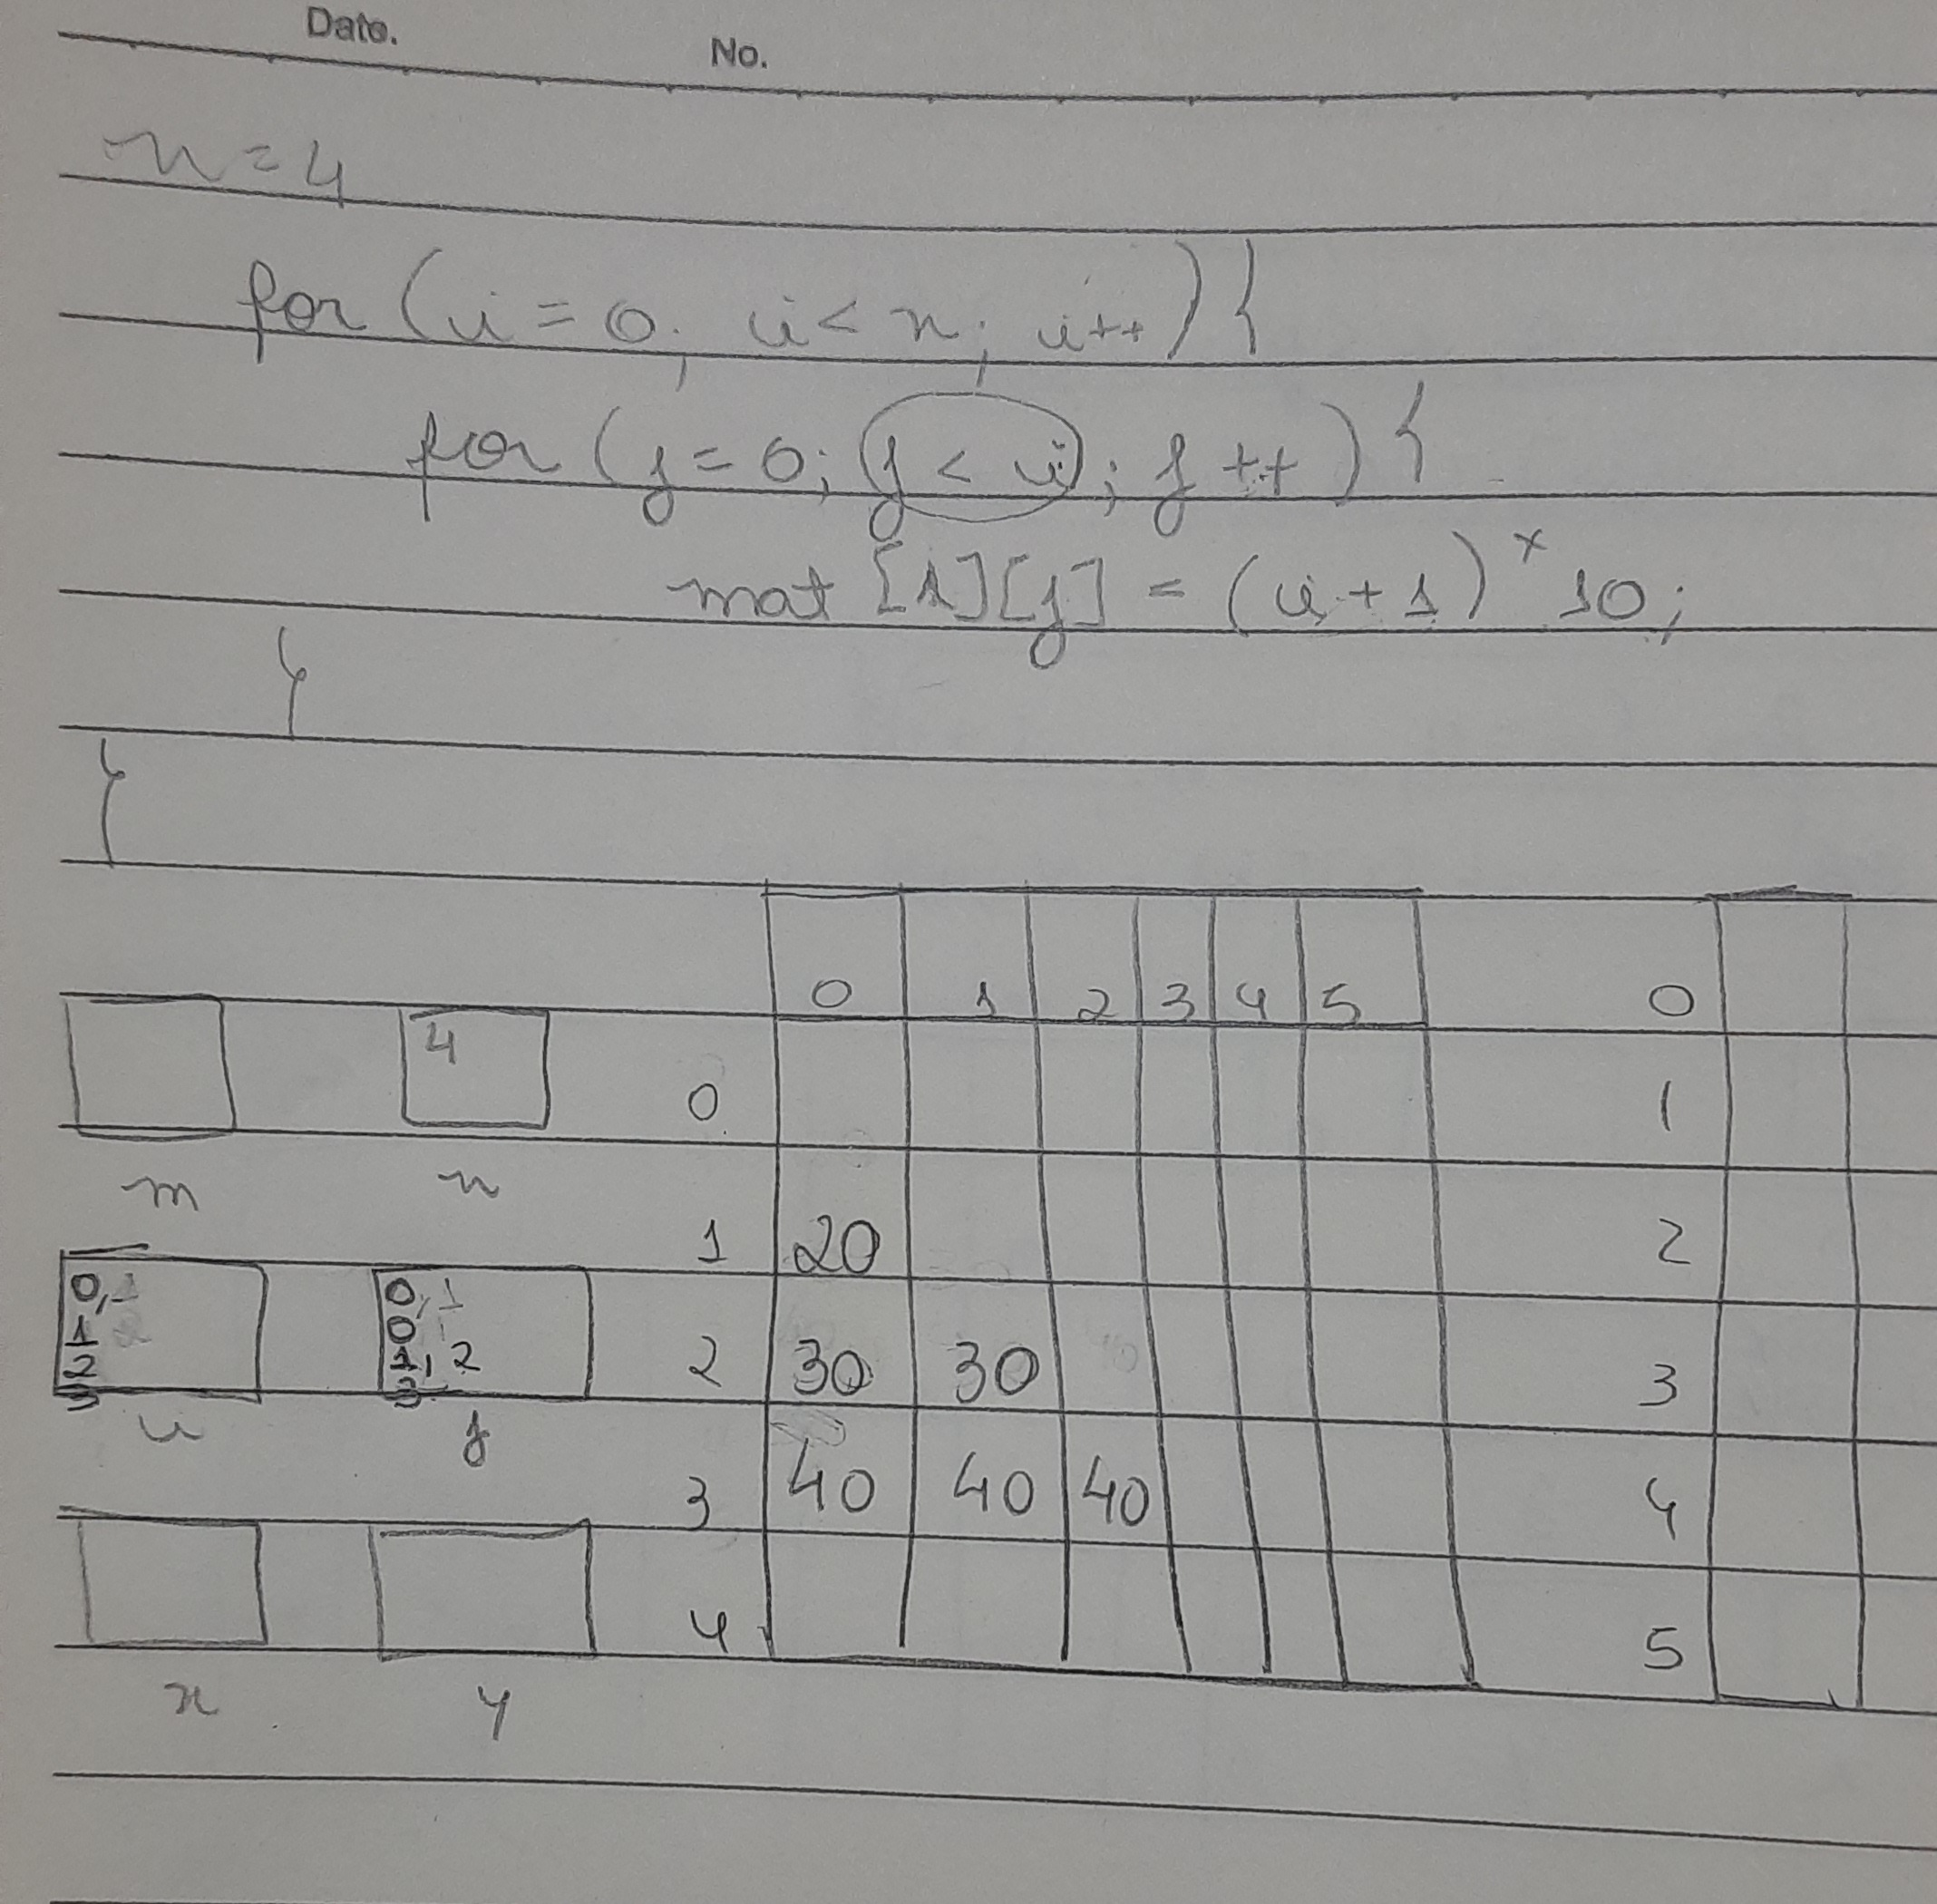 Date. No.
n=4
for (i=0; i<n; i++) {
for (j=0; j<i; j++) {
mat [1][j] = (i+1) * 10;
}
}
0 1 2 3 4 5 0
4 0 1
m n
1 20 2
0,1 0,1
1 0
2 1,2 2 30 30 3
3 3
i j
3 40 40 40 4
4 5
x y